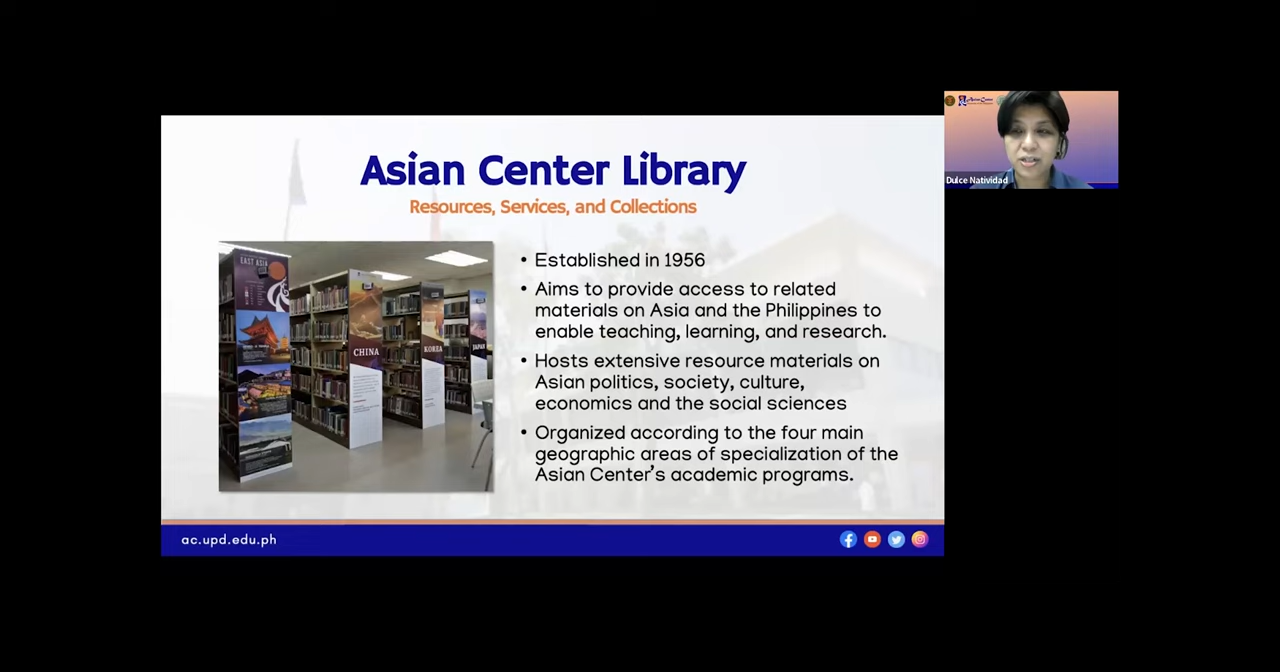 Asian Center Library
Resources, Services, and Collections
EAST ASIA
CHINA
KOREA
JAPAN
• Established in 1956
• Aims to provide access to related
materials on Asia and the Philippines to
enable teaching, learning, and research.
• Hosts extensive resource materials on
Asian politics, society, culture,
economics and the social sciences
• Organized according to the four main
geographic areas of specialization of the
Asian Center’s academic programs.
ac.upd.edu.ph
Asian Center
Dulce Natividad